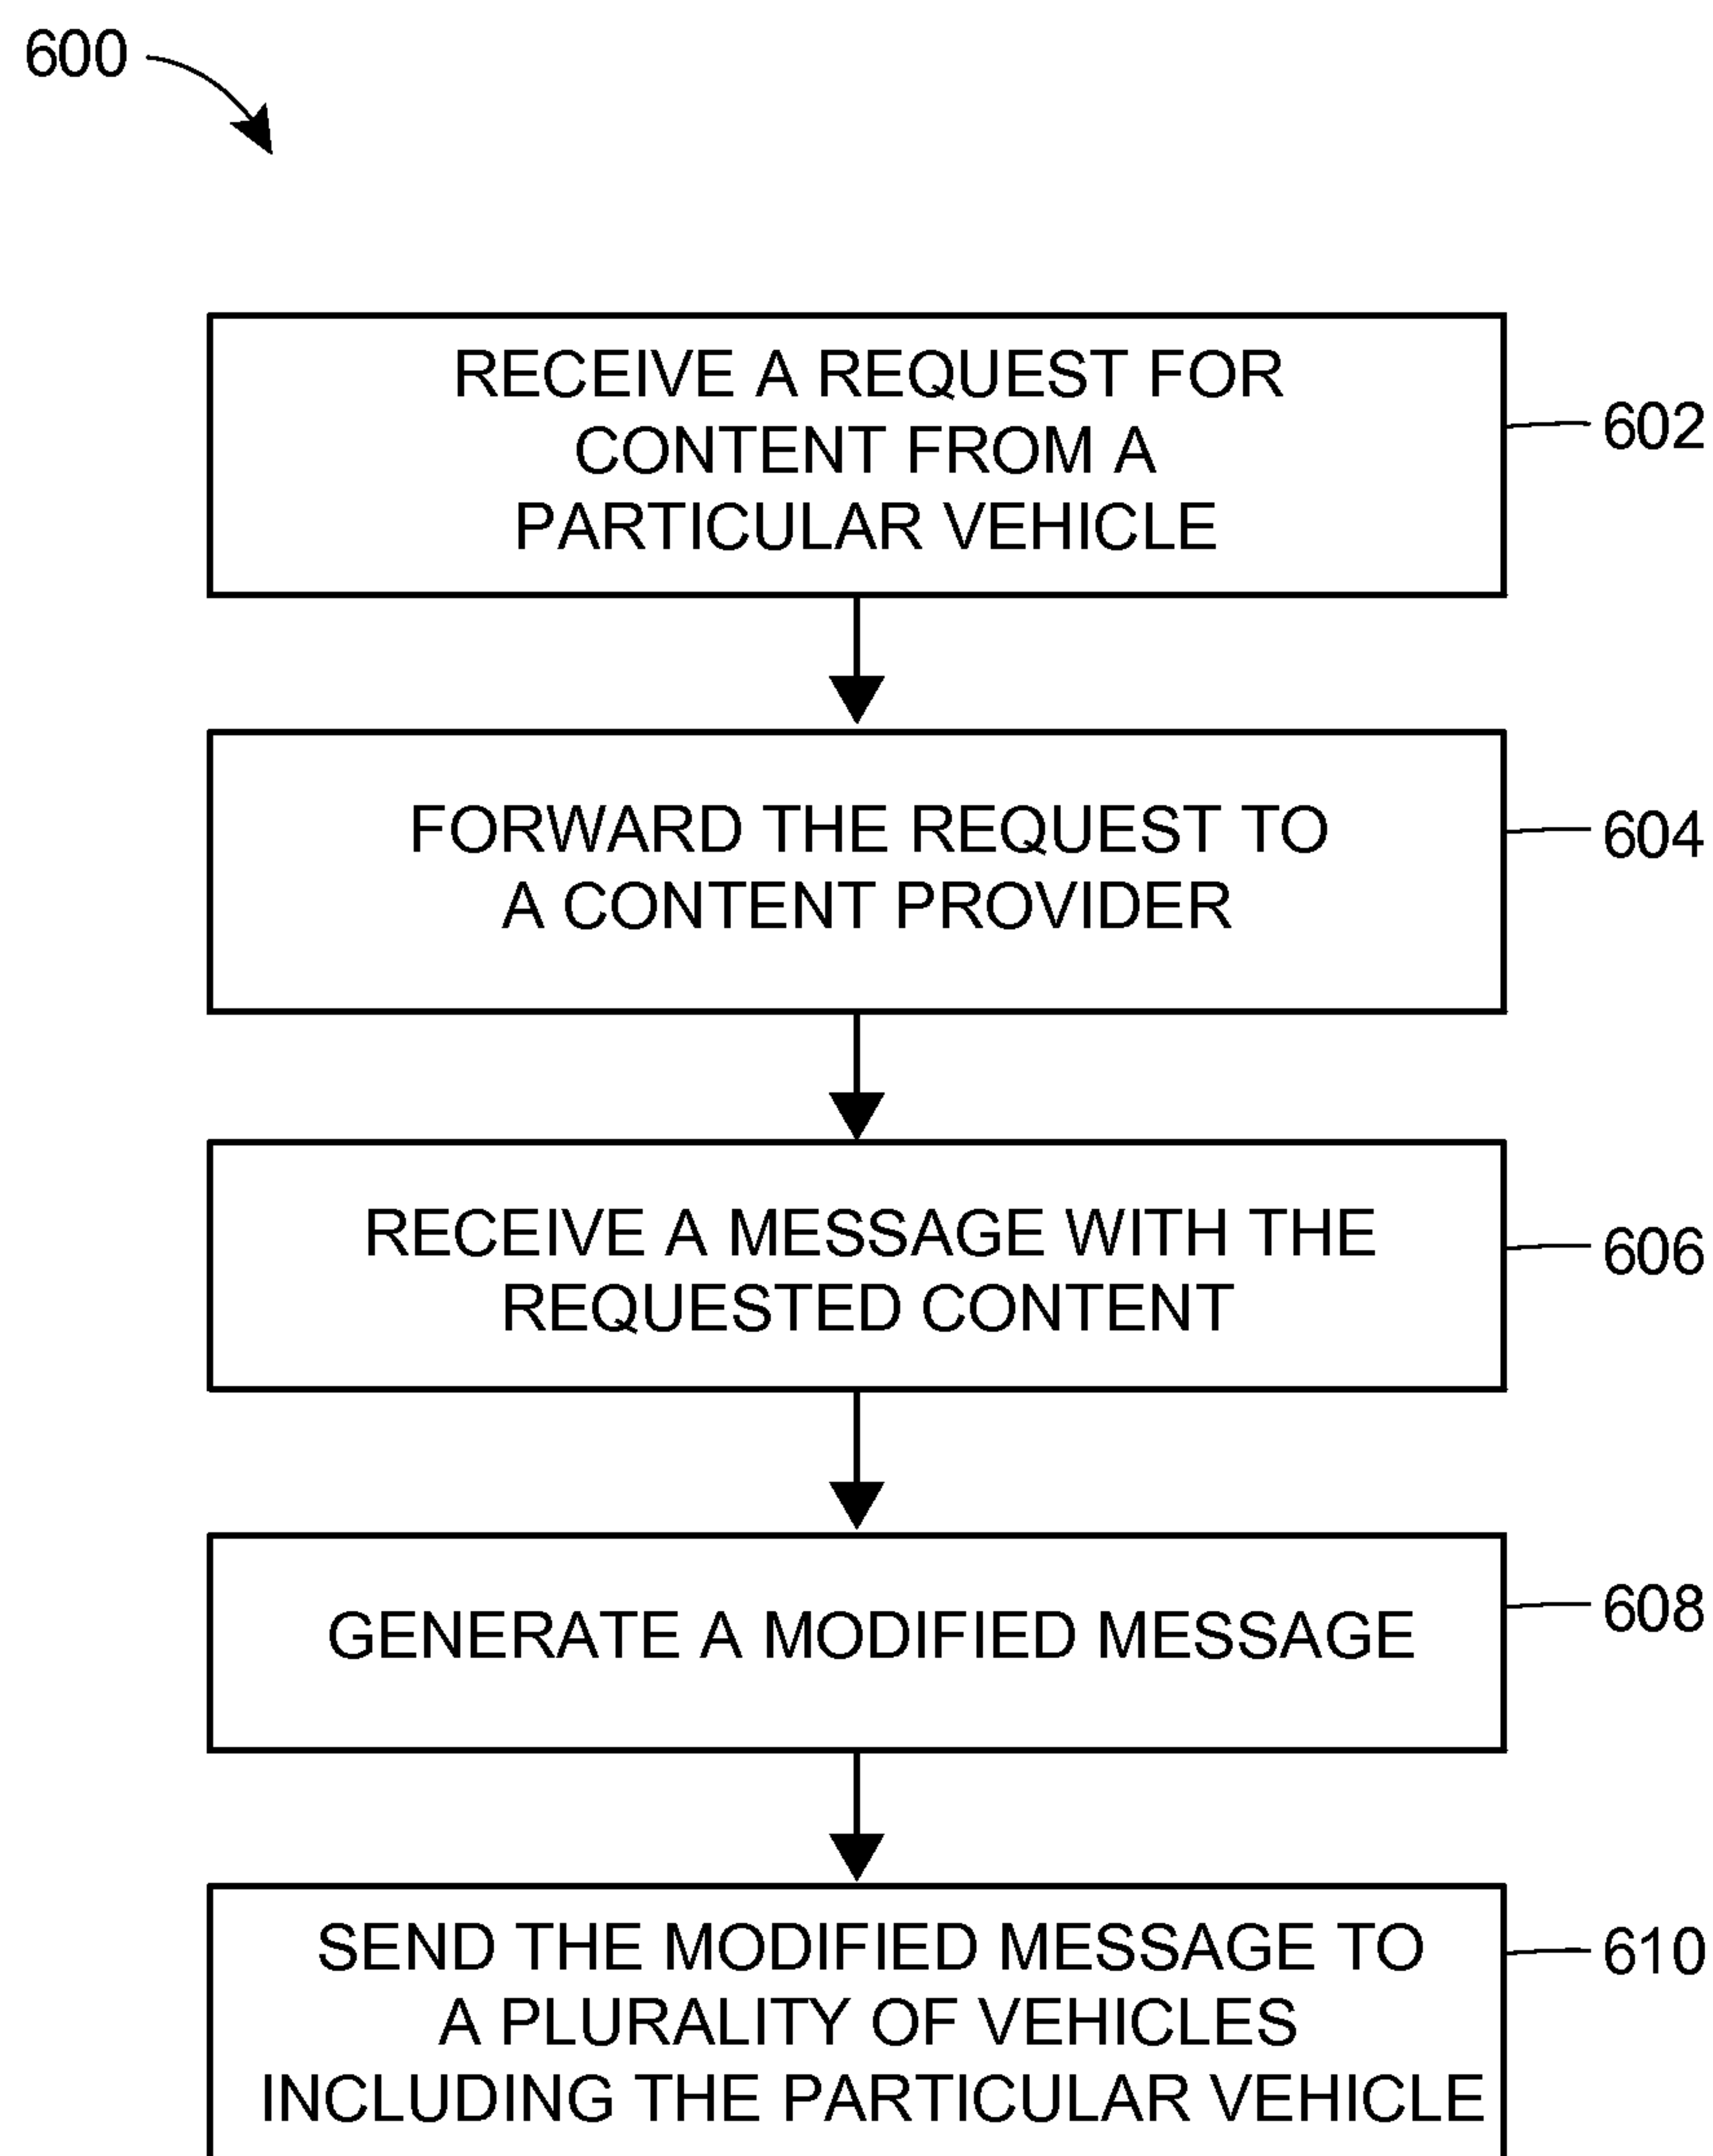 600
RECEIVE A REQUEST FOR
CONTENT FROM A
PARTICULAR VEHICLE
602
FORWARD THE REQUEST TO
A CONTENT PROVIDER
604
RECEIVE A MESSAGE WITH THE
REQUESTED CONTENT
606
GENERATE A MODIFIED MESSAGE
608
SEND THE MODIFIED MESSAGE TO
A PLURALITY OF VEHICLES
INCLUDING THE PARTICULAR VEHICLE
610